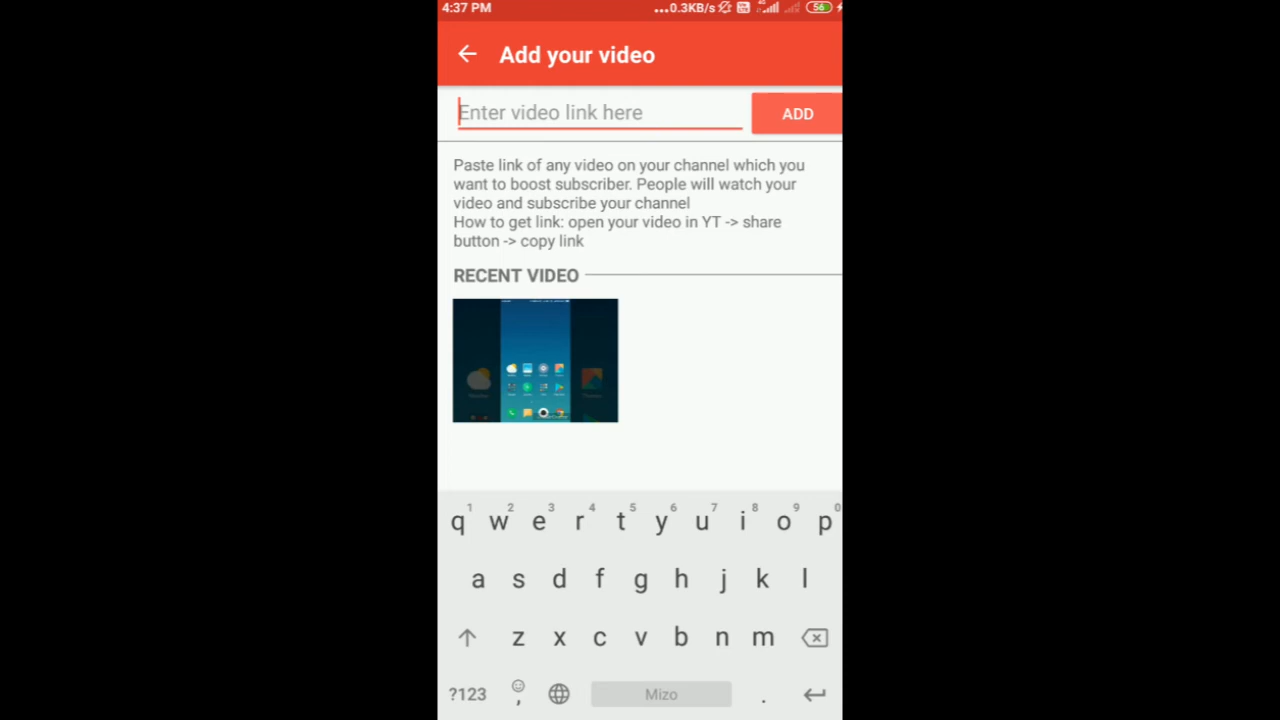 4:37 PM
...0.3KB/s
56
Add your video
Enter video link here
ADD
Paste link of any video on your channel which you
want to boost subscriber. People will watch your
video and subscribe your channel
How to get link: open your video in YT -> share
button -> copy link
RECENT VIDEO
1 2 3 4 5 6 7 8 9 0
q w e r t y u i o p
a s d f g h j k l
z x c v b n m
?123 , Mizo .